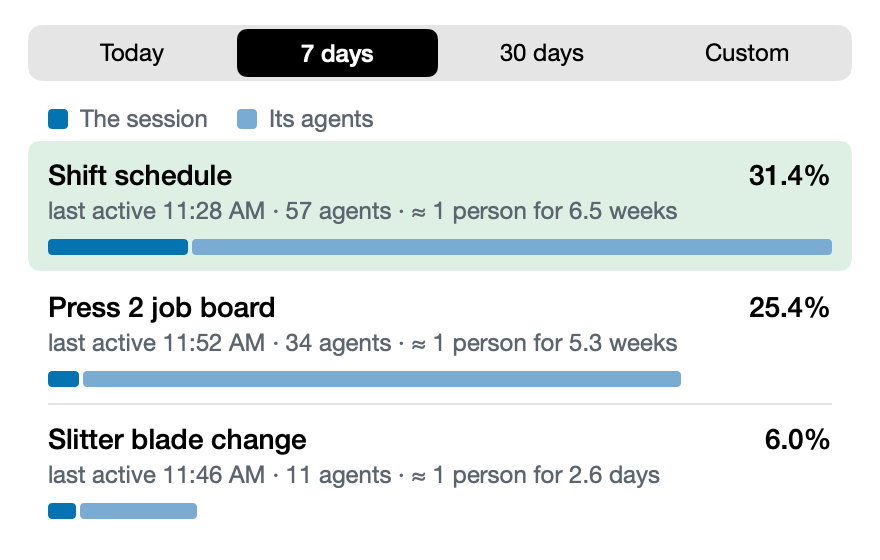 Today 7 days 30 days Custom
The session Its agents
Shift schedule 31.4%
last active 11:28 AM · 57 agents · ≈ 1 person for 6.5 weeks
Press 2 job board 25.4%
last active 11:52 AM · 34 agents · ≈ 1 person for 5.3 weeks
Slitter blade change 6.0%
last active 11:46 AM · 11 agents · ≈ 1 person for 2.6 days